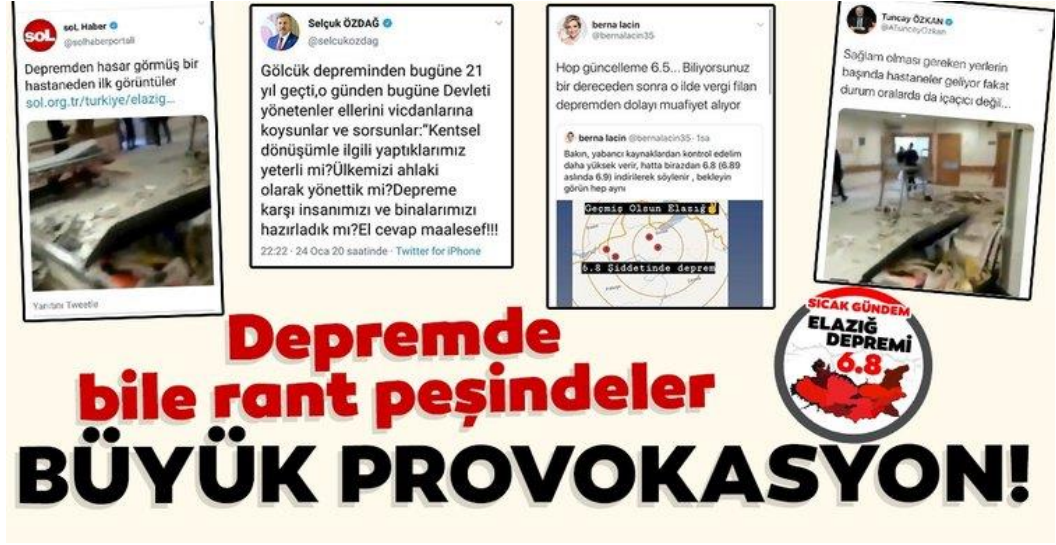 soL
soL Haber
@solhaberportali
Depremden hasar görmüş bir
hastaneden ilk görüntüler
sol.org.tr/turkiye/elazig...
Yanıtını Tweetle
Selçuk ÖZDAĞ
@selcukozdag
Gölcük depreminden bugüne 21
yıl geçti,o günden bugüne Devleti
yönetenler ellerini vicdanlarına
koysunlar ve sorsunlar:"Kentsel
dönüşümle ilgili yaptıklarımız
yeterli mi?Ülkemizi ahlaki
olarak yönettik mi?Depreme
karşı insanımızı ve binalarımızı
hazırladık mı?El cevap maalesef!!!
22:22 · 24 Oca 20 saatinde · Twitter for iPhone
berna lacin
@bernalacin35
Hop güncelleme 6.5... Biliyorsunuz
bir dereceden sonra o ilde vergi filan
depremden dolayı muafiyet alıyor
berna lacin @bernalacin35 · 1sa
Bakın, yabancı kaynaklardan kontrol edelim
daha yüksek verir, hatta birazdan 6.8 (6.89
aslında 6.9) indirilerek söylenir , bekleyin
görün hep aynı
Geçmiş Olsun Elazığ
6.8 Şiddetinde deprem
Tuncay ÖZKAN
@ATuncayOzkan
Sağlam olması gereken yerlerin
başında hastaneler geliyor fakat
durum oralarda da içaçıcı değil...
SICAK GÜNDEM
ELAZIĞ
DEPREMİ
6.8
Depremde
bile rant peşindeler
BÜYÜK PROVOKASYON!